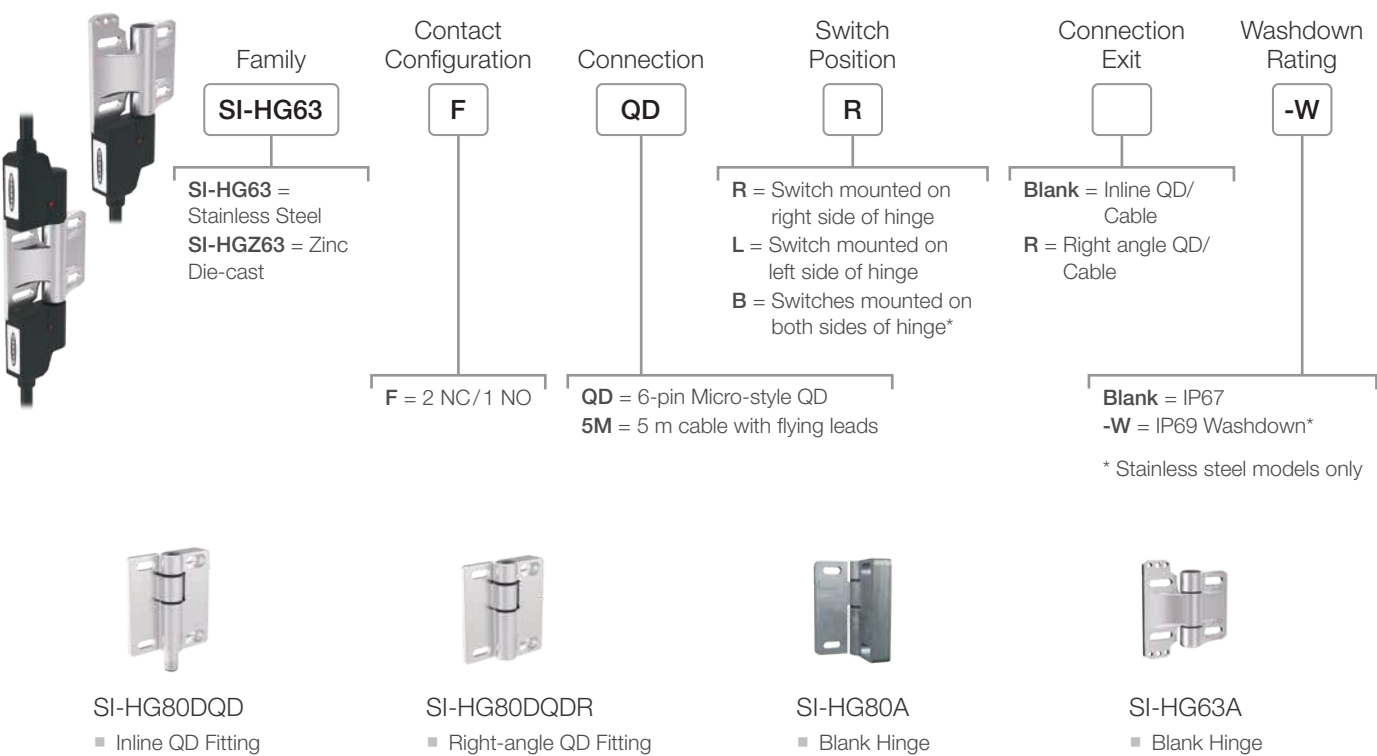 Family
Contact
Configuration
Connection
Switch
Position
Connection
Exit
Washdown
Rating
SI-HG63
F
QD
R
-W
SI-HG63 =
Stainless Steel
SI-HGZ63 = Zinc
Die-cast
R = Switch mounted on
right side of hinge
L = Switch mounted on
left side of hinge
B = Switches mounted on
both sides of hinge*
Blank = Inline QD/
Cable
R = Right angle QD/
Cable
F = 2 NC/1 NO
QD = 6-pin Micro-style QD
5M = 5 m cable with flying leads
Blank = IP67
-W = IP69 Washdown*
* Stainless steel models only
SI-HG80DQD
■ Inline QD Fitting
SI-HG80DQDR
■ Right-angle QD Fitting
SI-HG80A
■ Blank Hinge
SI-HG63A
■ Blank Hinge